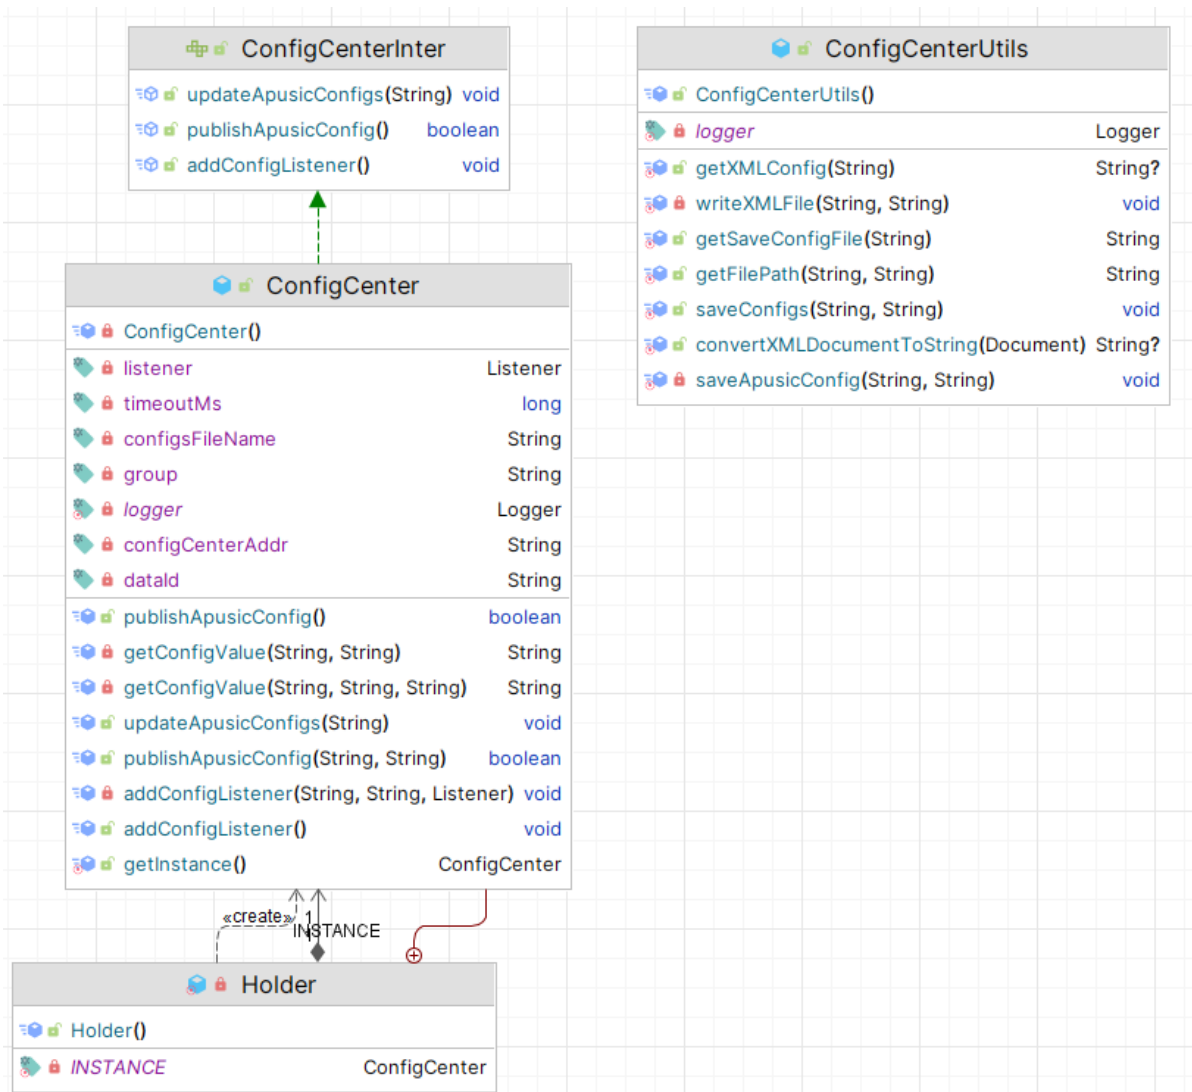 ConfigCenterInter
updateApusicConfigs(String) void
publishApusicConfig() boolean
addConfigListener() void
ConfigCenter
ConfigCenter()
listener Listener
timeoutMs long
configsFileName String
group String
logger Logger
configCenterAddr String
dataId String
publishApusicConfig() boolean
getConfigValue(String, String) String
getConfigValue(String, String, String) String
updateApusicConfigs(String) void
publishApusicConfig(String, String) boolean
addConfigListener(String, String, Listener) void
addConfigListener() void
getInstance() ConfigCenter
«create» 1
INSTANCE
1
Holder
Holder()
INSTANCE ConfigCenter
ConfigCenterUtils
ConfigCenterUtils()
logger Logger
getXMLConfig(String) String?
writeXMLFile(String, String) void
getSaveConfigFile(String) String
getFilePath(String, String) String
saveConfigs(String, String) void
convertXMLDocumentToString(Document) String?
saveApusicConfig(String, String) void